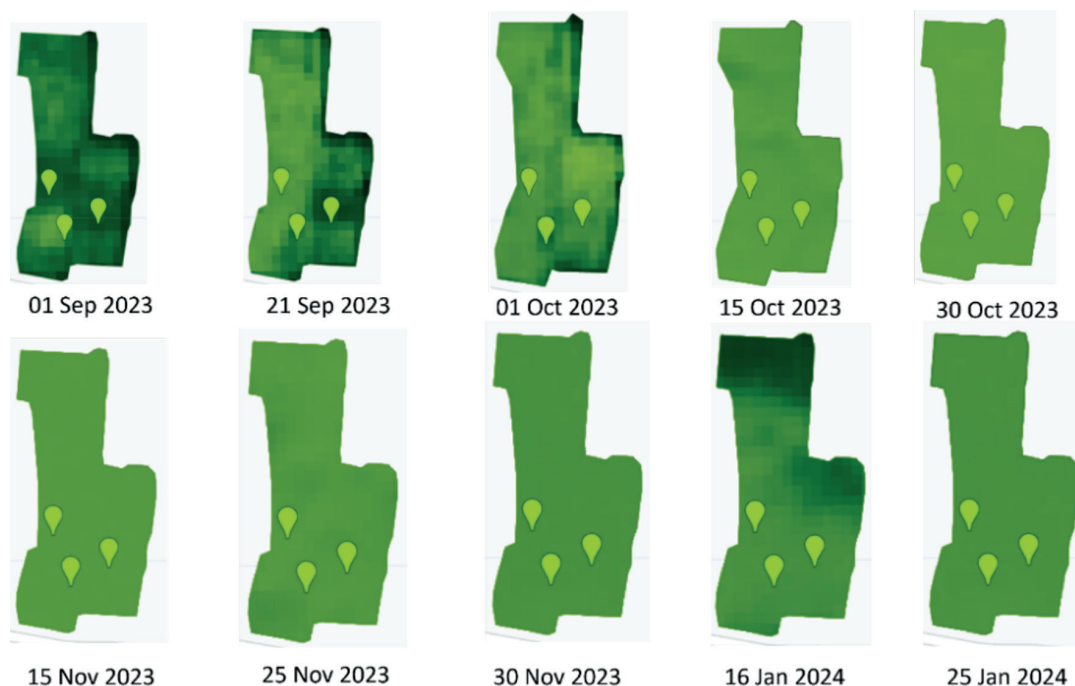 01 Sep 2023
21 Sep 2023
01 Oct 2023
15 Oct 2023
30 Oct 2023
15 Nov 2023
25 Nov 2023
30 Nov 2023
16 Jan 2024
25 Jan 2024